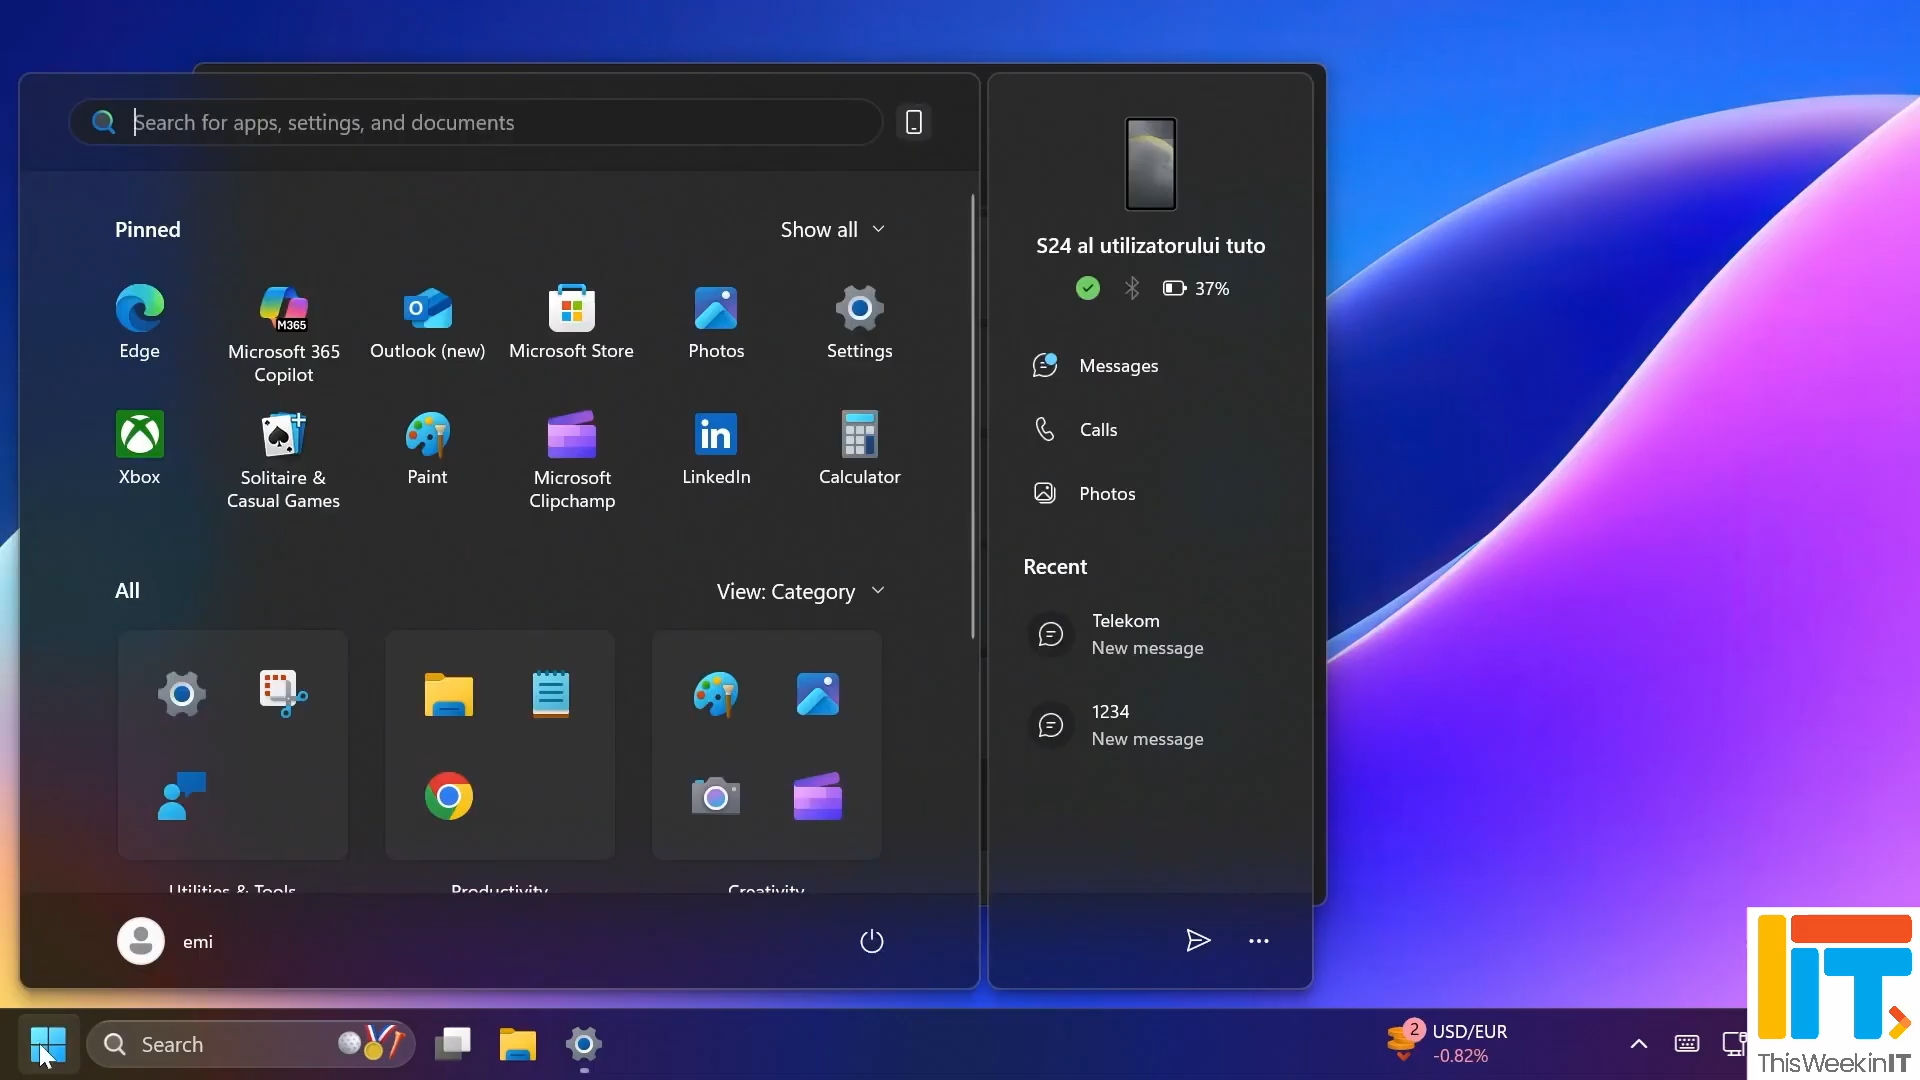 Search for apps, settings, and documents
Pinned
Show all
Edge
Microsoft 365
Copilot
M365
Outlook (new)
Microsoft Store
Photos
Settings
Xbox
Solitaire &
Casual Games
Paint
Microsoft
Clipchamp
LinkedIn
Calculator
All
View: Category
Utilities & Tools
Productivity
Creativity
emi
S24 al utilizatorului tuto
37%
Messages
Calls
Photos
Recent
Telekom
New message
1234
New message
Search
2
USD/EUR
-0.82%
IT
ThisWeekinIT